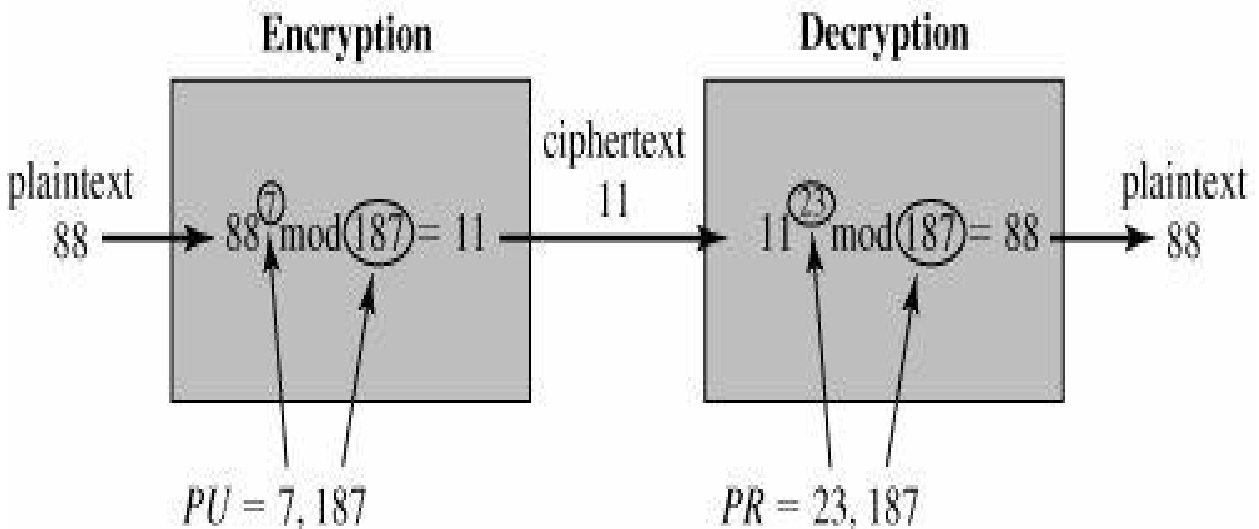 Encryption
Decryption
plaintext
88
88^7 mod 187 = 11
ciphertext
11
11^23 mod 187 = 88
plaintext
88
PU = 7, 187
PR = 23, 187